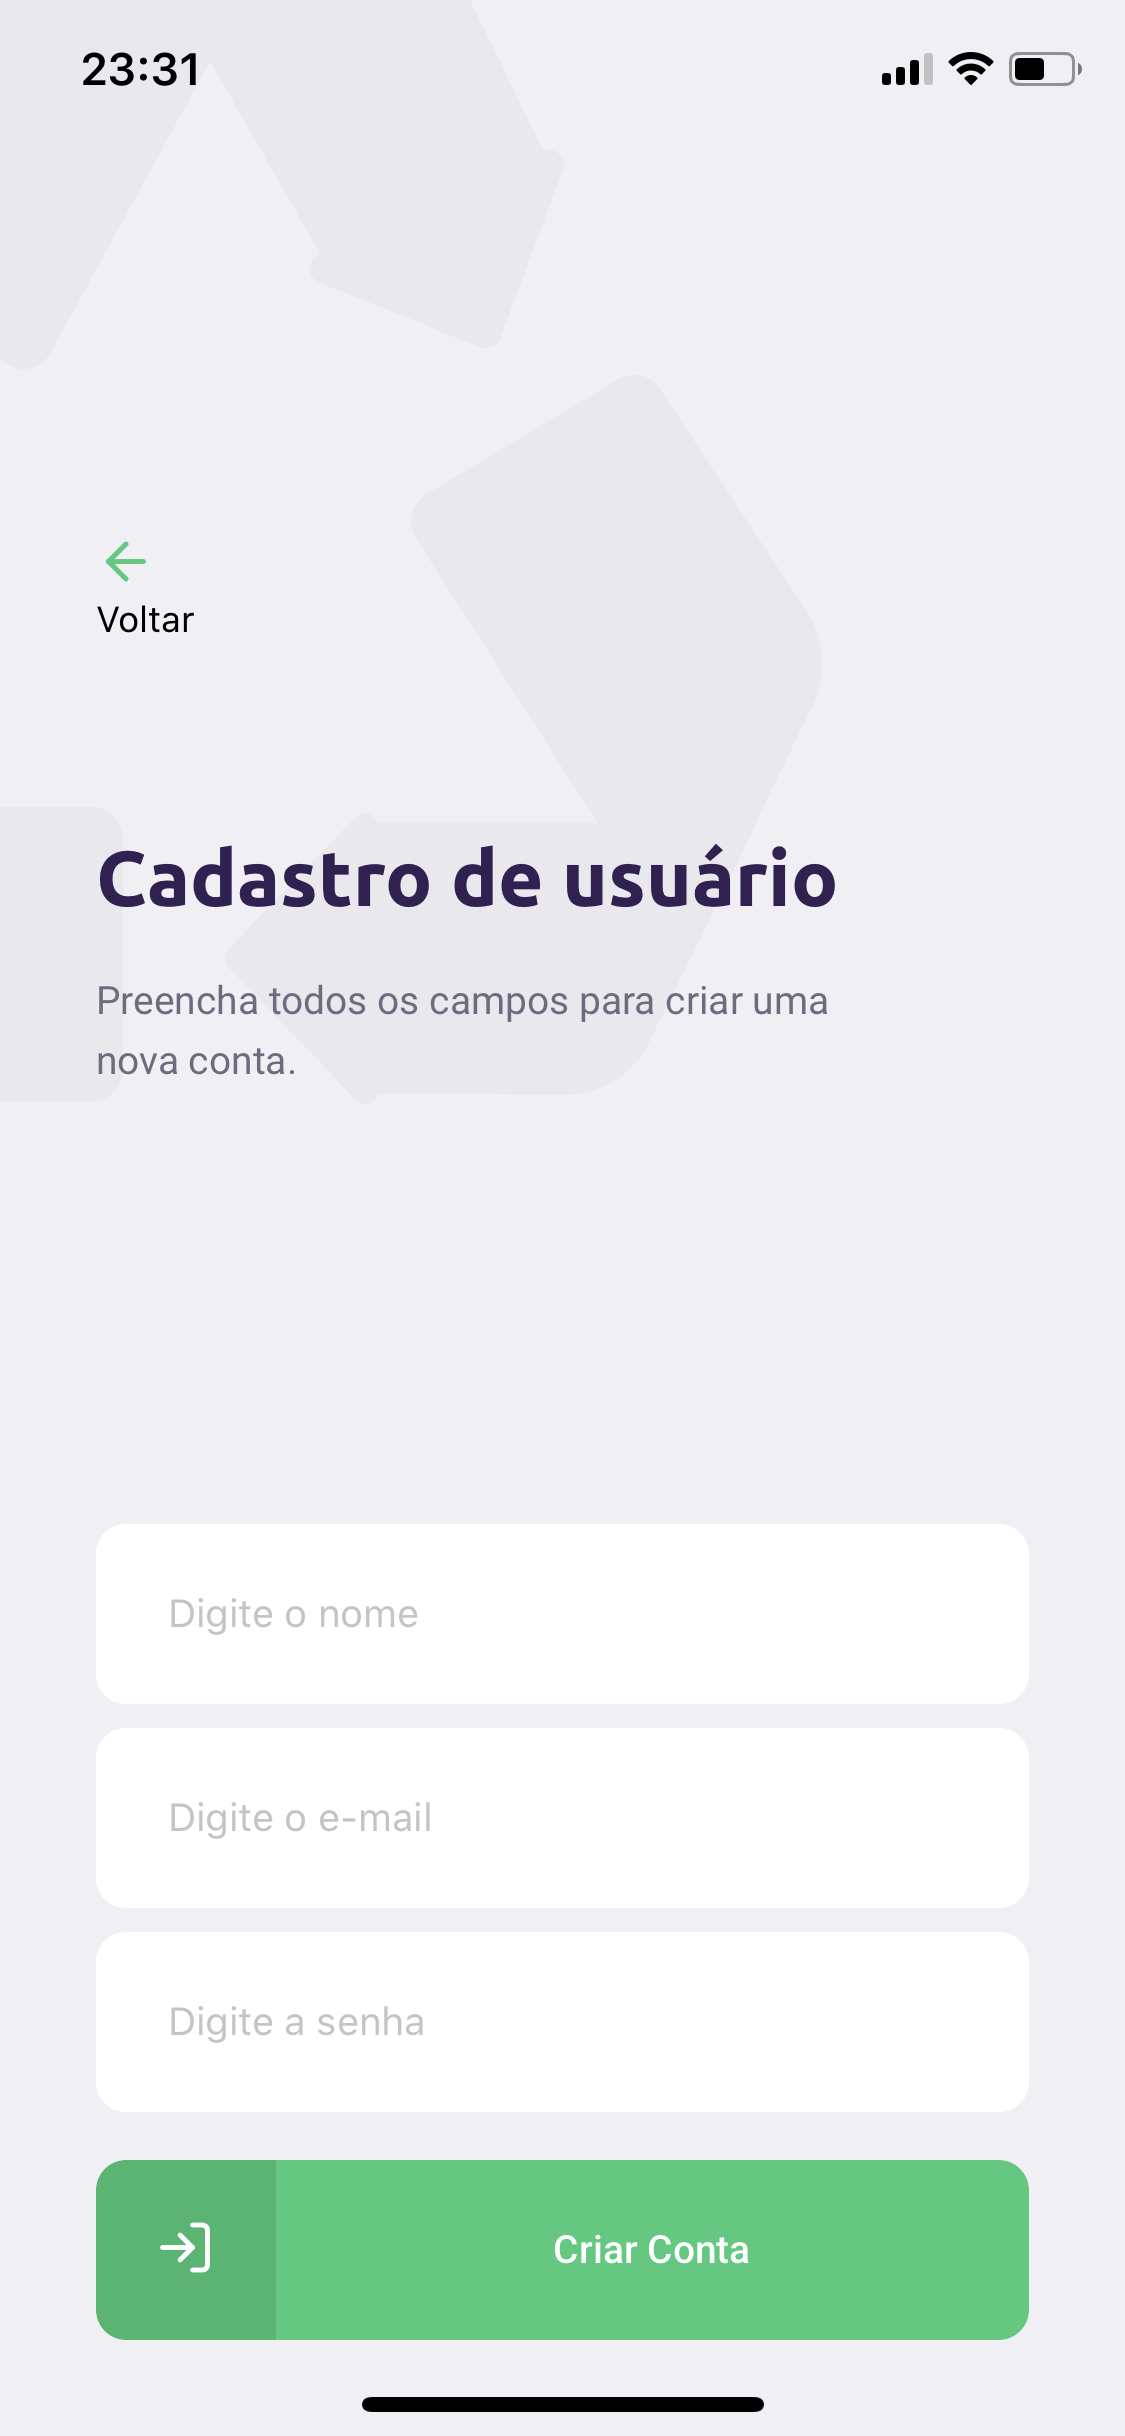 23:31
Voltar
Cadastro de usuário
Preencha todos os campos para criar uma
nova conta.
Digite o nome
Digite o e-mail
Digite a senha
Criar Conta